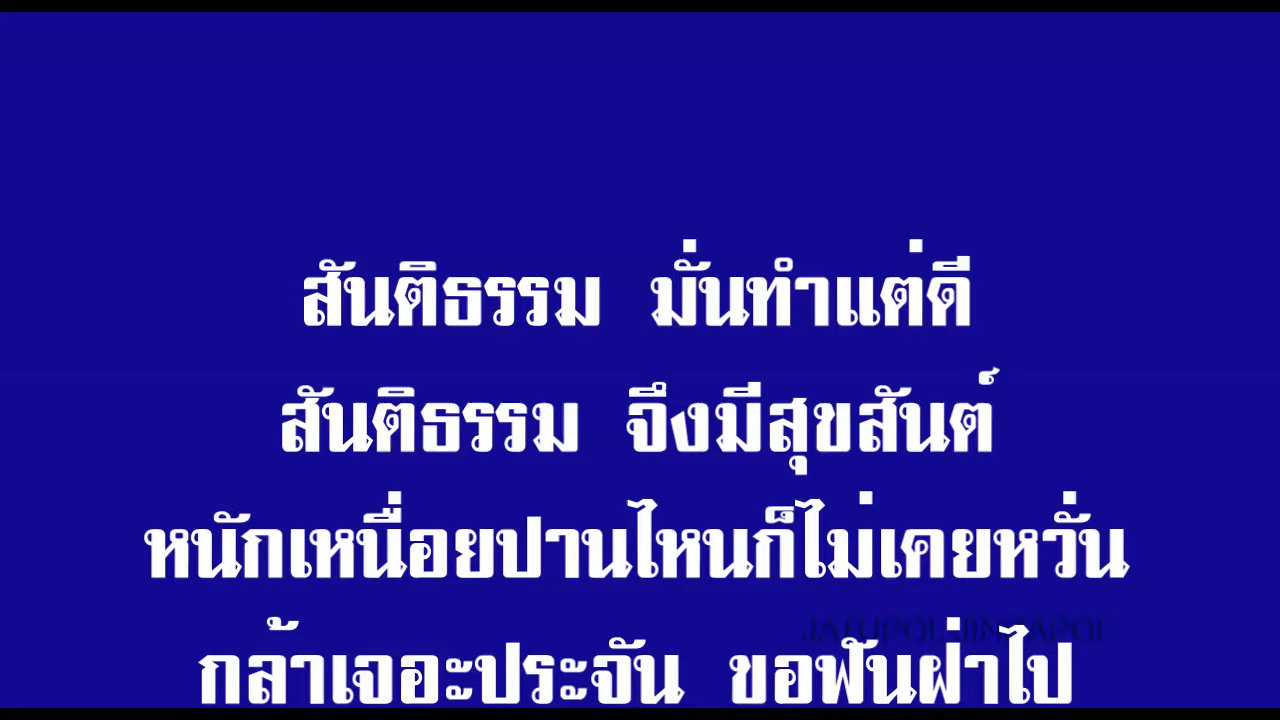 สันติธรรม มั่นทำแต่ดี
สันติธรรม จึงมีสุขสันต์
หนักเหนื่อยปานไหนก็ไม่เคยหวั่น
กล้าเจอะประจัน ขอฟันฝ่าไป